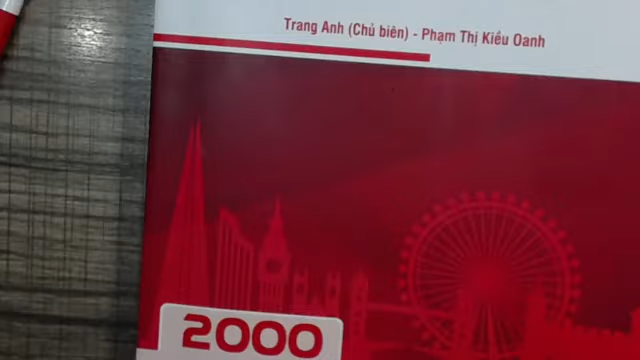 Trang Anh (Chủ biên) - Phạm Thị Kiều Oanh
2000